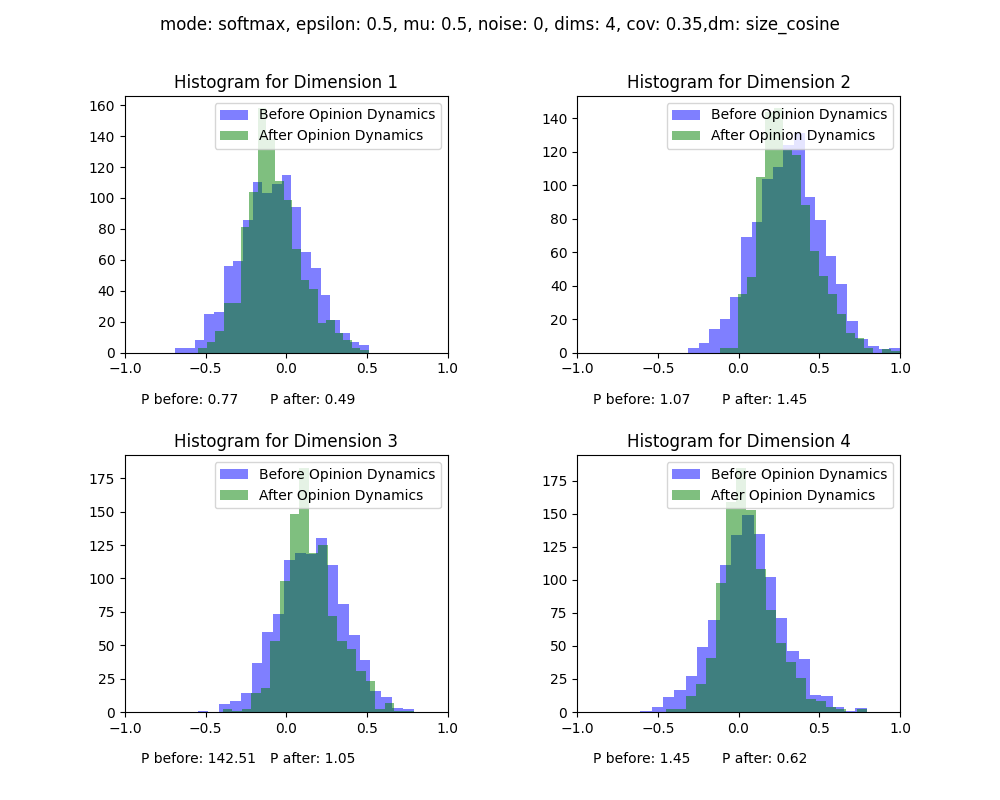 mode: softmax, epsilon: 0.5, mu: 0.5, noise: 0, dims: 4, cov: 0.35,dm: size_cosine
Histogram for Dimension 1
160
140
120
100
80
60
40
20
0
Before Opinion Dynamics
After Opinion Dynamics
−1.0 −0.5 0.0 0.5 1.0
P before: 0.77 P after: 0.49
Histogram for Dimension 2
140
120
100
80
60
40
20
0
Before Opinion Dynamics
After Opinion Dynamics
−1.0 −0.5 0.0 0.5 1.0
P before: 1.07 P after: 1.45
Histogram for Dimension 3
175
150
125
100
75
50
25
0
Before Opinion Dynamics
After Opinion Dynamics
−1.0 −0.5 0.0 0.5 1.0
P before: 142.51 P after: 1.05
Histogram for Dimension 4
175
150
125
100
75
50
25
0
Before Opinion Dynamics
After Opinion Dynamics
−1.0 −0.5 0.0 0.5 1.0
P before: 1.45 P after: 0.62